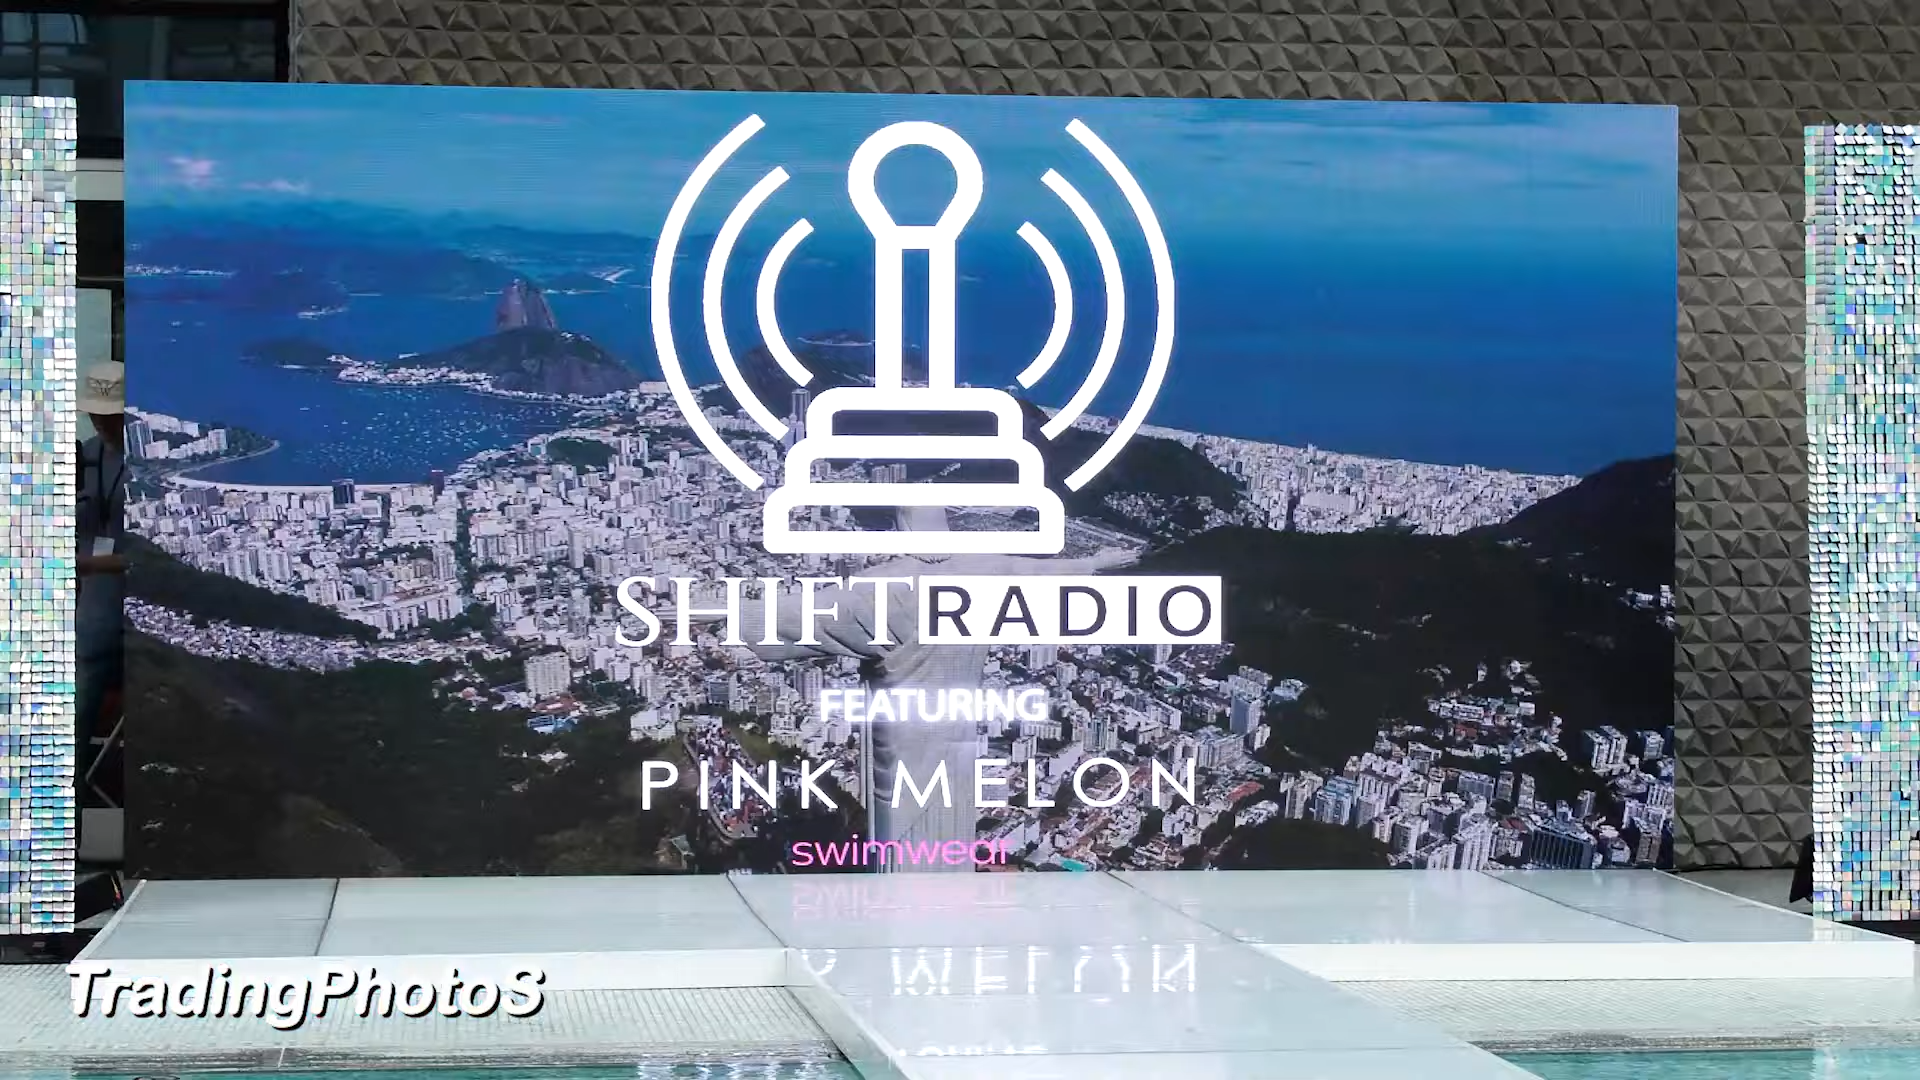 SHIFT RADIO
FEATURING
PINK MELON
swimwear
TradingPhotoS